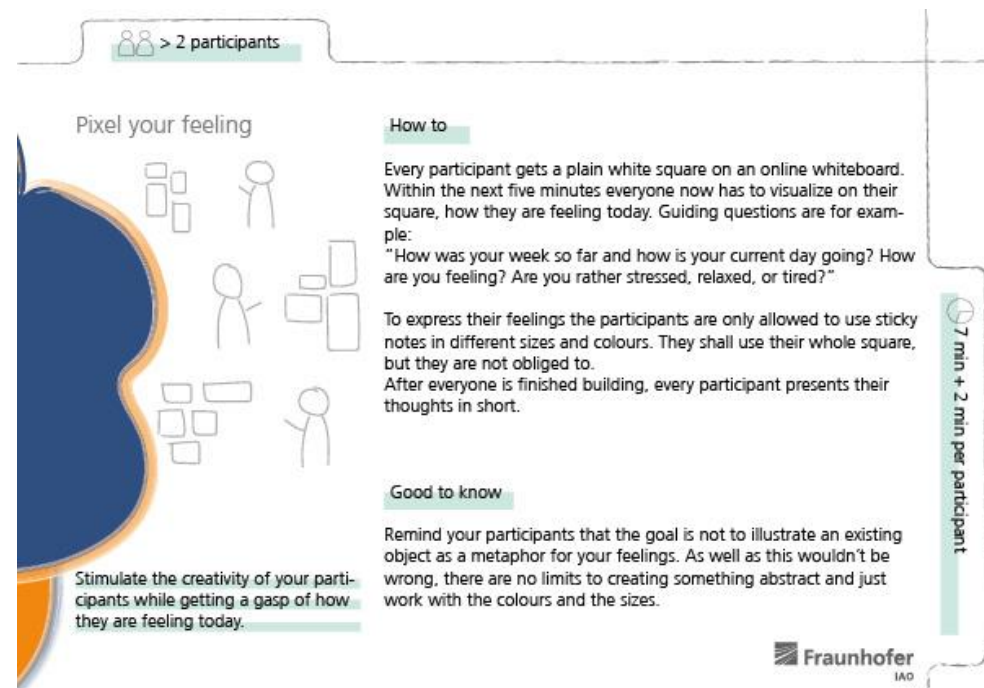 > 2 participants
Pixel your feeling
Stimulate the creativity of your parti-
cipants while getting a gasp of how
they are feeling today.
How to
Every participant gets a plain white square on an online whiteboard.
Within the next five minutes everyone now has to visualize on their
square, how they are feeling today. Guiding questions are for exam-
ple:
“How was your week so far and how is your current day going? How
are you feeling? Are you rather stressed, relaxed, or tired?”
To express their feelings the participants are only allowed to use sticky
notes in different sizes and colours. They shall use their whole square,
but they are not obliged to.
After everyone is finished building, every participant presents their
thoughts in short.
Good to know
Remind your participants that the goal is not to illustrate an existing
object as a metaphor for your feelings. As well as this wouldn´t be
wrong, there are no limits to creating something abstract and just
work with the colours and the sizes.
7 min + 2 min per participant
Fraunhofer
IAO